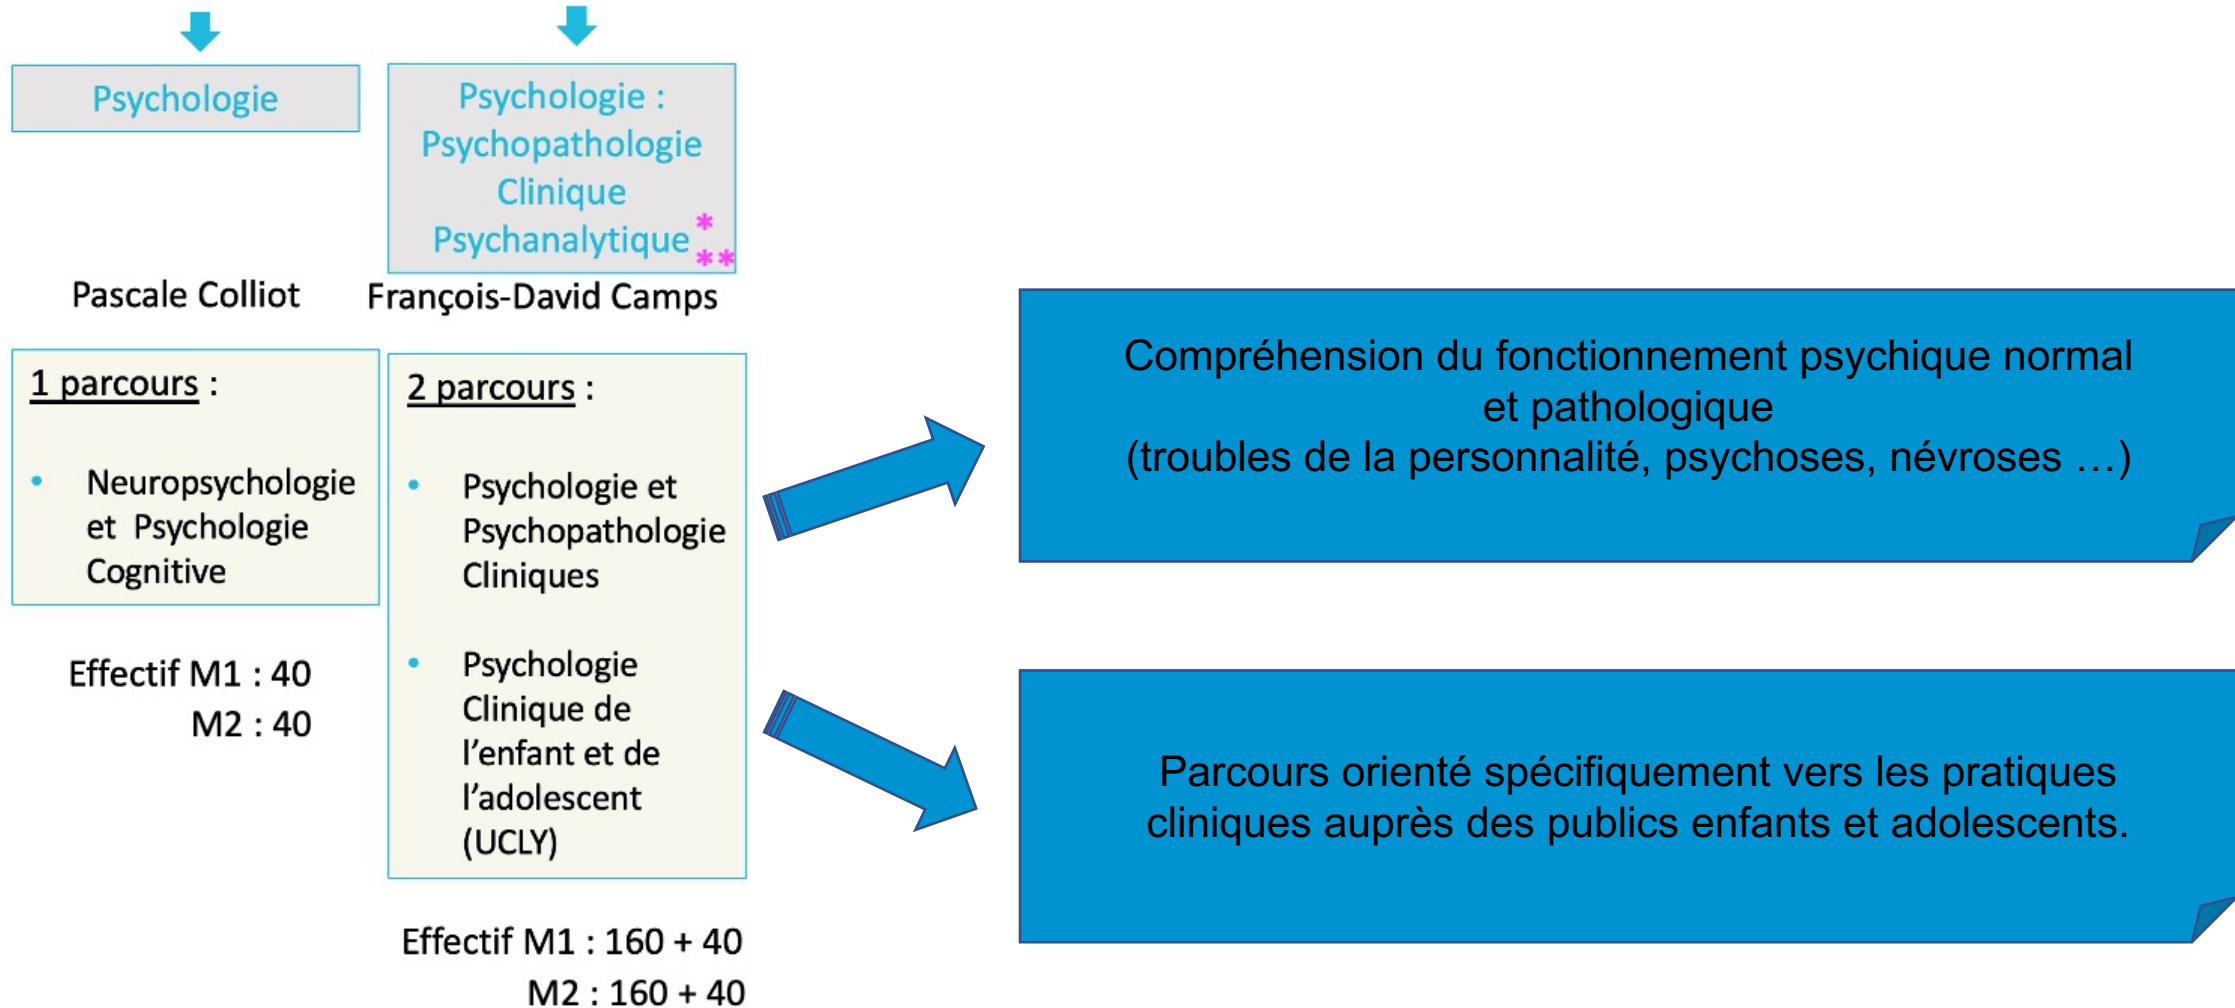 Psychologie
Pascale Colliot
1 parcours :
• Neuropsychologie
et Psychologie
Cognitive
Effectif M1 : 40
M2 : 40
Psychologie :
Psychopathologie
Clinique
Psychanalytique *
**
François-David Camps
2 parcours :
• Psychologie et
Psychopathologie
Cliniques
• Psychologie
Clinique de
l'enfant et de
l'adolescent
(UCLY)
Effectif M1 : 160 + 40
M2 : 160 + 40
Compréhension du fonctionnement psychique normal
et pathologique
(troubles de la personnalité, psychoses, névroses …)
Parcours orienté spécifiquement vers les pratiques
cliniques auprès des publics enfants et adolescents.